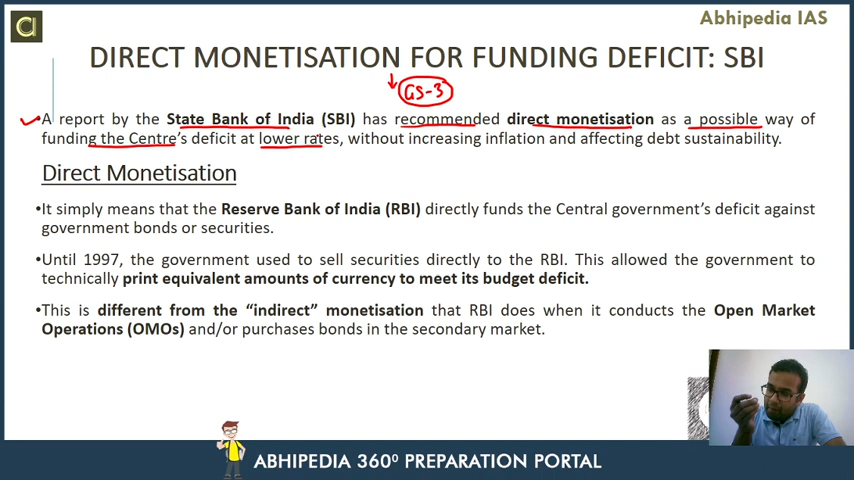 Abhipedia IAS
DIRECT MONETISATION FOR FUNDING DEFICIT: SBI
GS-3
A report by the State Bank of India (SBI) has recommended direct monetisation as a possible way of
funding the Centre's deficit at lower rates, without increasing inflation and affecting debt sustainability.
Direct Monetisation
•It simply means that the Reserve Bank of India (RBI) directly funds the Central government's deficit against
government bonds or securities.
•Until 1997, the government used to sell securities directly to the RBI. This allowed the government to
technically print equivalent amounts of currency to meet its budget deficit.
•This is different from the “indirect” monetisation that RBI does when it conducts the Open Market
Operations (OMOs) and/or purchases bonds in the secondary market.
ABHIPEDIA 360⁰ PREPARATION PORTAL